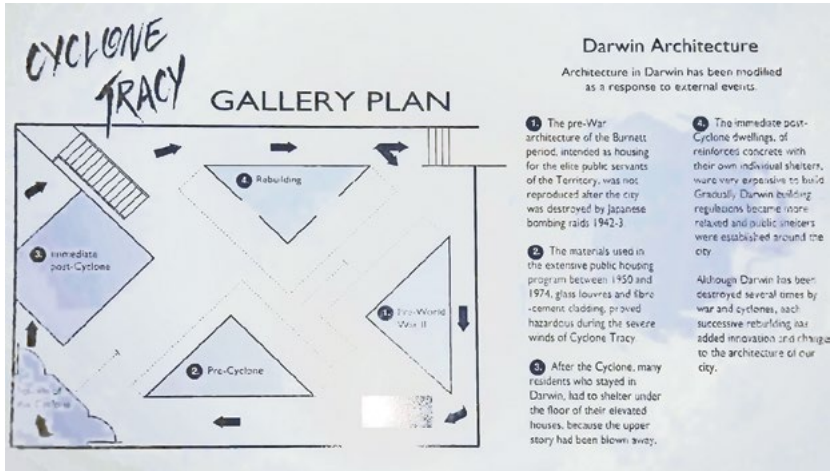 CYCLONE
TRACY
GALLERY PLAN
4. Rebuilding
3. Immediate
post-Cyclone
1. Pre-World
War II
2. Pre-Cyclone
Darwin Architecture
Architecture in Darwin has been modified
as a response to external events.
1. The pre-War
architecture of the Burnett
period, intended as housing
for the elite public servants
of the Territory, was not
reproduced after the city
was destroyed by Japanese
bombing raids 1942-3.
2. The materials used in
the extensive public housing
program between 1950 and
1974, glass louvres and fibre
-cement cladding, proved
hazardous during the severe
winds of Cyclone Tracy
3. After the Cyclone, many
residents who stayed in
Darwin, had to shelter under
the floor of their elevated
houses, because the upper
story had been blown away.
4. The immediate post-
Cyclone dwellings, of
reinforced concrete with
their own individual shelters,
were very expensive to build
Gradually Darwin building
regulations became more
relaxed and public shelters
were established around the
city
Although Darwin has been
destroyed several times by
war and cyclones, each
successive rebuilding has
added innovation and change
to the architecture of our
city.